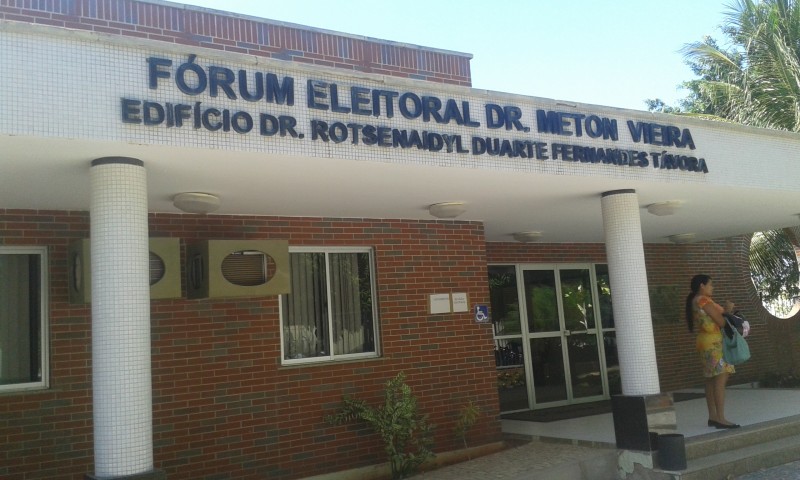 FÓRUM ELEITORAL DR. METON VIEIRA
EDIFÍCIO DR. ROTSENAIDYL DUARTE FERNANDES TÁVORA